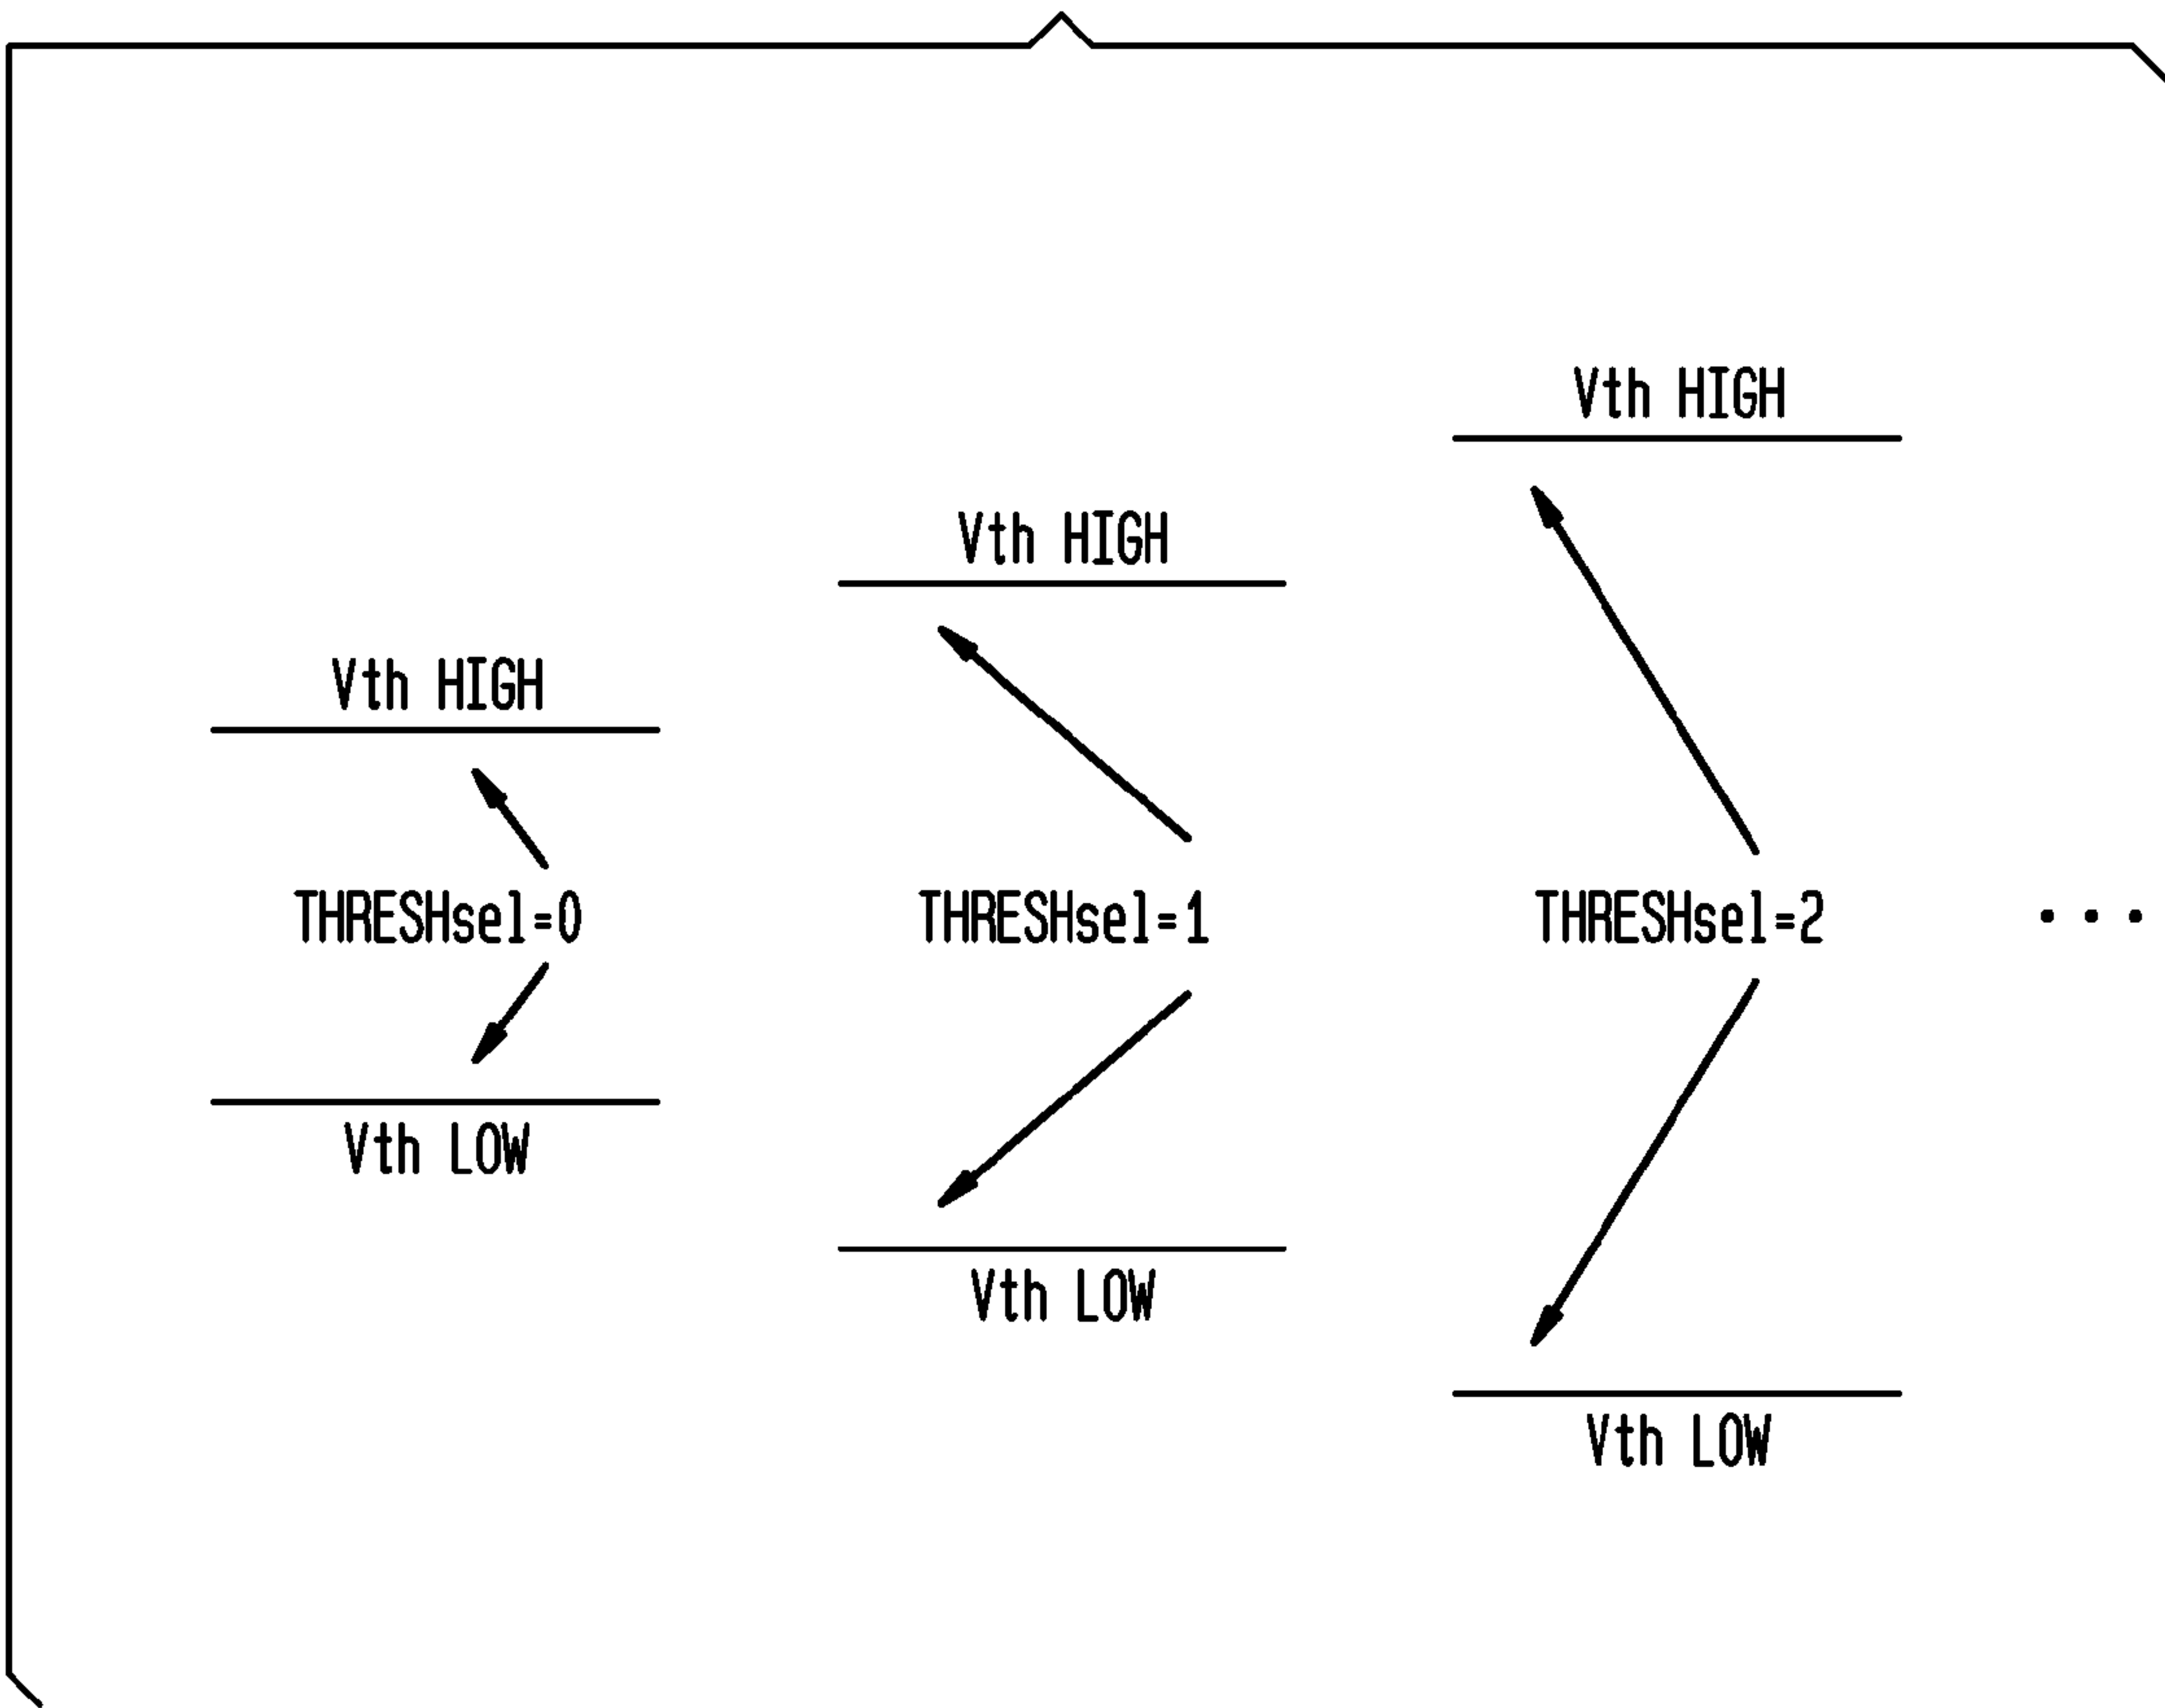 Vth HIGH
THRESHsel=0
Vth LOW
Vth HIGH
THRESHsel=1
Vth LOW
Vth HIGH
THRESHsel=2
Vth LOW
• • •